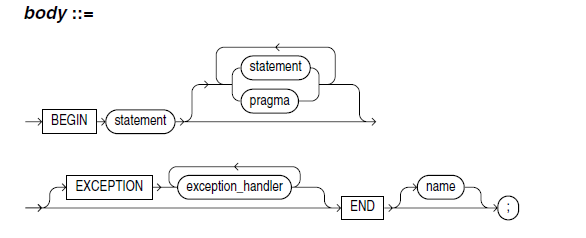 body ::=
statement
pragma
BEGIN statement
EXCEPTION exception_handler name
END ;